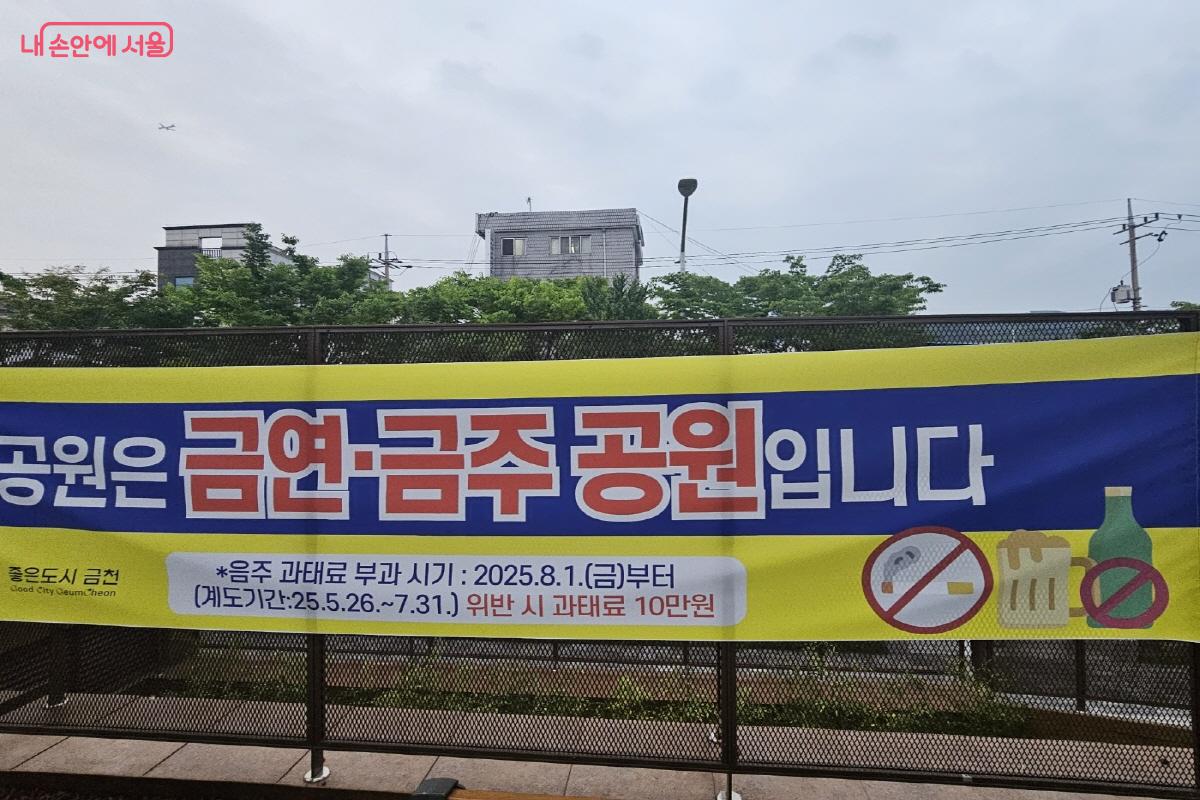 내 손안에 서울
공원은 금연·금주 공원입니다
좋은도시 금천
Good City Geumcheon
*음주 과태료 부과 시기 : 2025.8.1.(금)부터
(계도기간:25.5.26.~7.31.) 위반 시 과태료 10만원